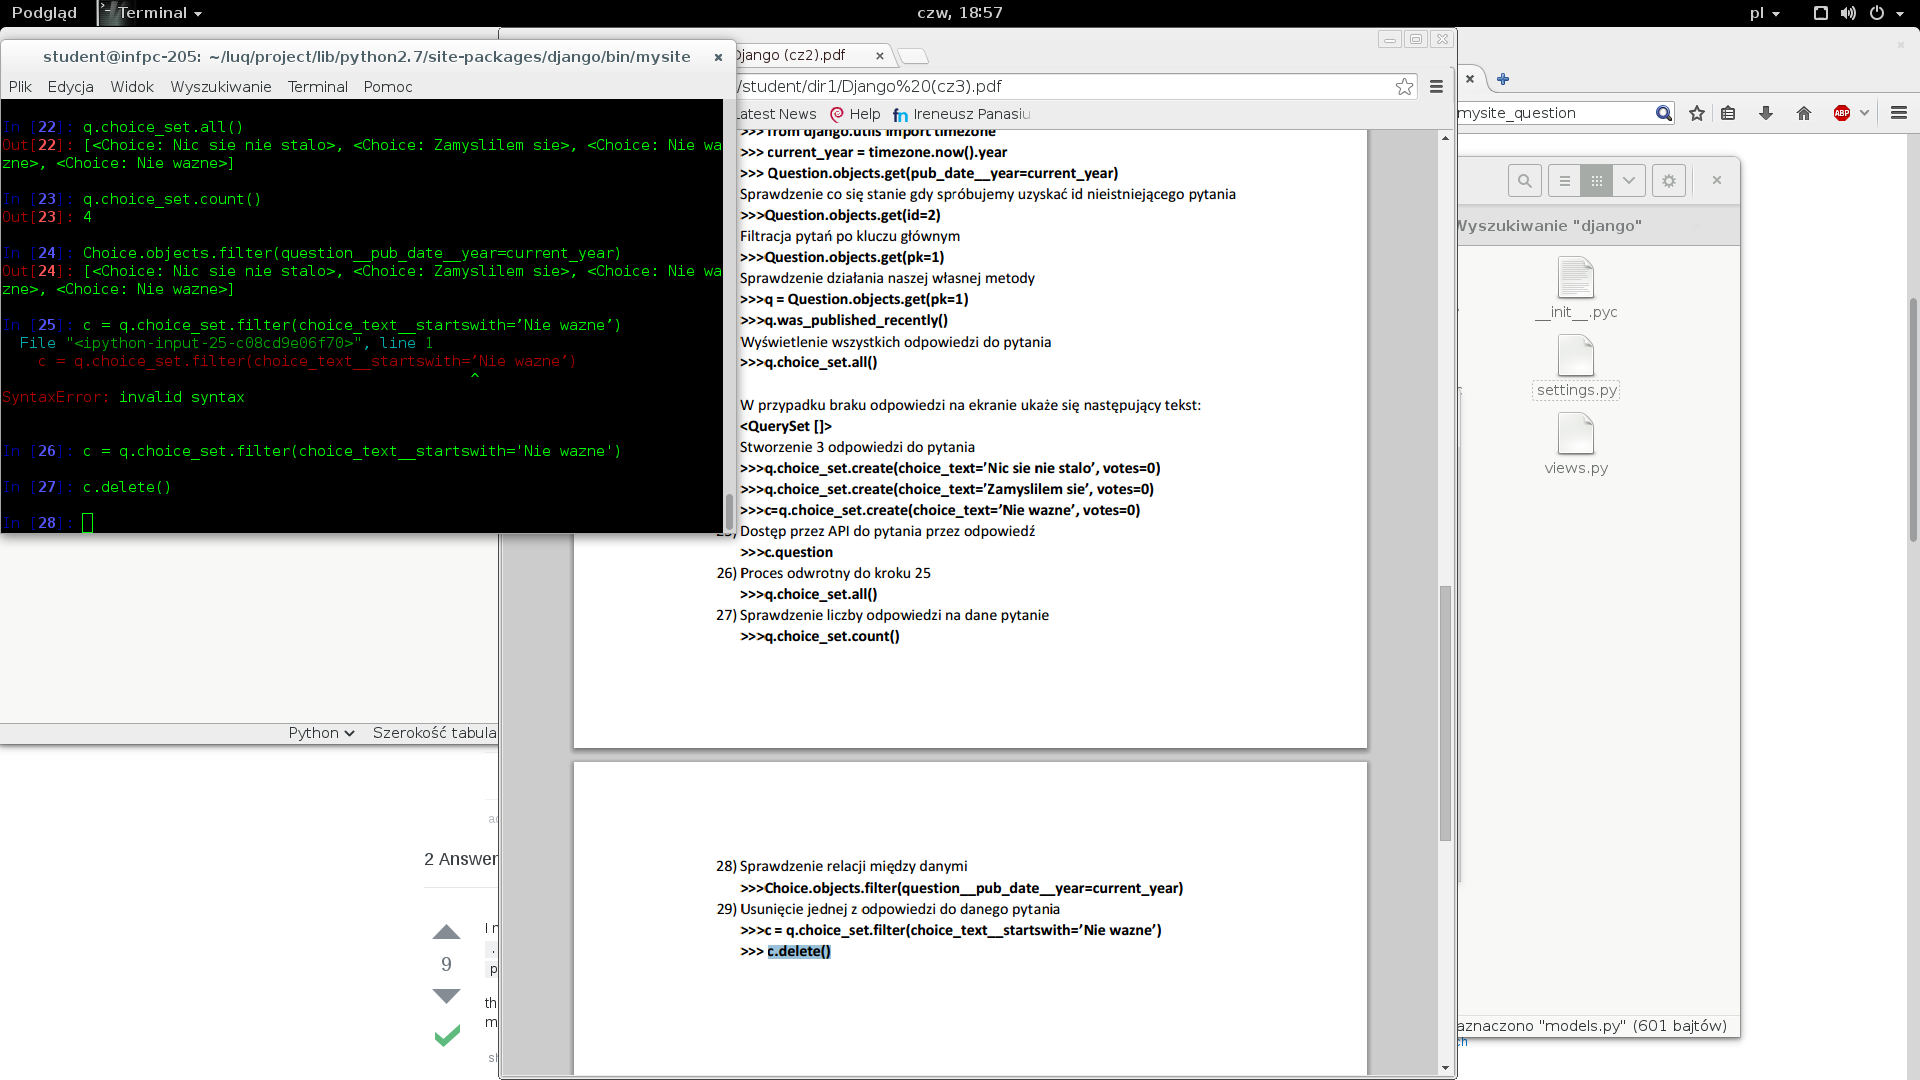 Podgląd
Terminal
czw, 18:57
pl
student@infpc-205: ~/luq/project/lib/python2.7/site-packages/django/bin/mysite
Plik Edycja Widok Wyszukiwanie Terminal Pomoc
In [22]: q.choice_set.all()
Out[22]: [<Choice: Nic sie nie stalo>, <Choice: Zamyslilem sie>, <Choice: Nie wa
zne>, <Choice: Nie wazne>]
In [23]: q.choice_set.count()
Out[23]: 4
In [24]: Choice.objects.filter(question__pub_date__year=current_year)
Out[24]: [<Choice: Nic sie nie stalo>, <Choice: Zamyslilem sie>, <Choice: Nie wa
zne>, <Choice: Nie wazne>]
In [25]: c = q.choice_set.filter(choice_text__startswith=’Nie wazne’)
File "<ipython-input-25-c08cd9e06f70>", line 1
c = q.choice_set.filter(choice_text__startswith=’Nie wazne’)
^
SyntaxError: invalid syntax
In [26]: c = q.choice_set.filter(choice_text__startswith='Nie wazne')
In [27]: c.delete()
In [28]:
Python
Szerokość tabula
2 Answer
9
Django (cz2).pdf
/student/dir1/Django%20(cz3).pdf
Latest News
Help
Ireneusz Panasiu
>>> from django.utils import timezone
>>> current_year = timezone.now().year
>>> Question.objects.get(pub_date__year=current_year)
Sprawdzenie co się stanie gdy spróbujemy uzyskać id nieistniejącego pytania
>>>Question.objects.get(id=2)
Filtracja pytań po kluczu głównym
>>>Question.objects.get(pk=1)
Sprawdzenie działania naszej własnej metody
>>>q = Question.objects.get(pk=1)
>>>q.was_published_recently()
Wyświetlenie wszystkich odpowiedzi do pytania
>>>q.choice_set.all()
W przypadku braku odpowiedzi na ekranie ukaże się następujący tekst:
<QuerySet []>
Stworzenie 3 odpowiedzi do pytania
>>>q.choice_set.create(choice_text=’Nic sie nie stalo’, votes=0)
>>>q.choice_set.create(choice_text=’Zamyslilem sie’, votes=0)
>>>c=q.choice_set.create(choice_text=’Nie wazne’, votes=0)
Dostęp przez API do pytania przez odpowiedź
>>>c.question
26) Proces odwrotny do kroku 25
>>>q.choice_set.all()
27) Sprawdzenie liczby odpowiedzi na dane pytanie
>>>q.choice_set.count()
28) Sprawdzenie relacji między danymi
>>>Choice.objects.filter(question__pub_date__year=current_year)
29) Usunięcie jednej z odpowiedzi do danego pytania
>>>c = q.choice_set.filter(choice_text__startswith=’Nie wazne’)
>>> c.delete()
mysite_question
ABP
Wyszukiwanie "django"
__init__.pyc
settings.py
views.py
aznaczono "models.py" (601 bajtów)